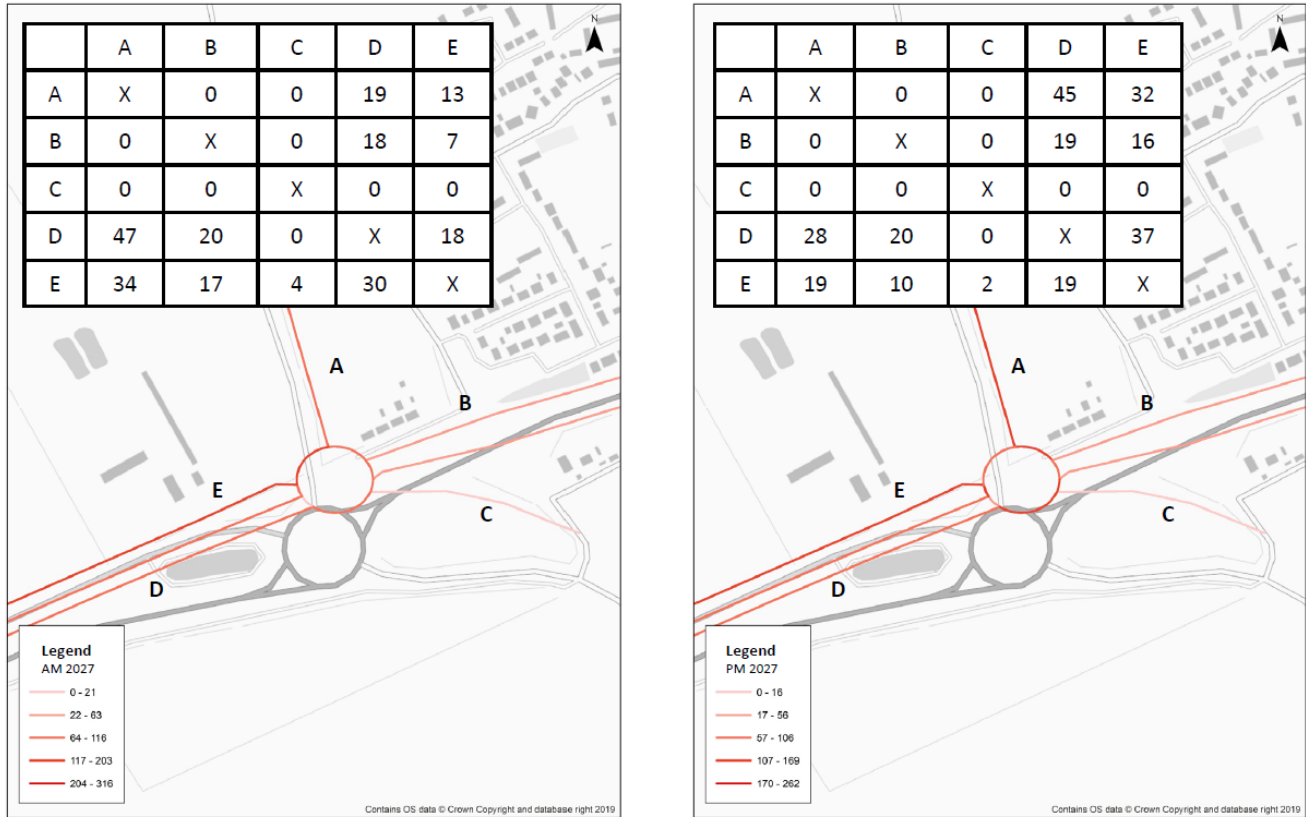 N
A B C D E
A X 0 0 19 13
B 0 X 0 18 7
C 0 0 X 0 0
D 47 20 0 X 18
E 34 17 4 30 X
A
B
E
C
D
Legend
AM 2027
0 - 21
22 - 63
64 - 116
117 - 203
204 - 316
Contains OS data © Crown Copyright and database right 2019
N
A B C D E
A X 0 0 45 32
B 0 X 0 19 16
C 0 0 X 0 0
D 28 20 0 X 37
E 19 10 2 19 X
A
B
E
C
D
Legend
PM 2027
0 - 16
17 - 56
57 - 106
107 - 169
170 - 262
Contains OS data © Crown Copyright and database right 2019